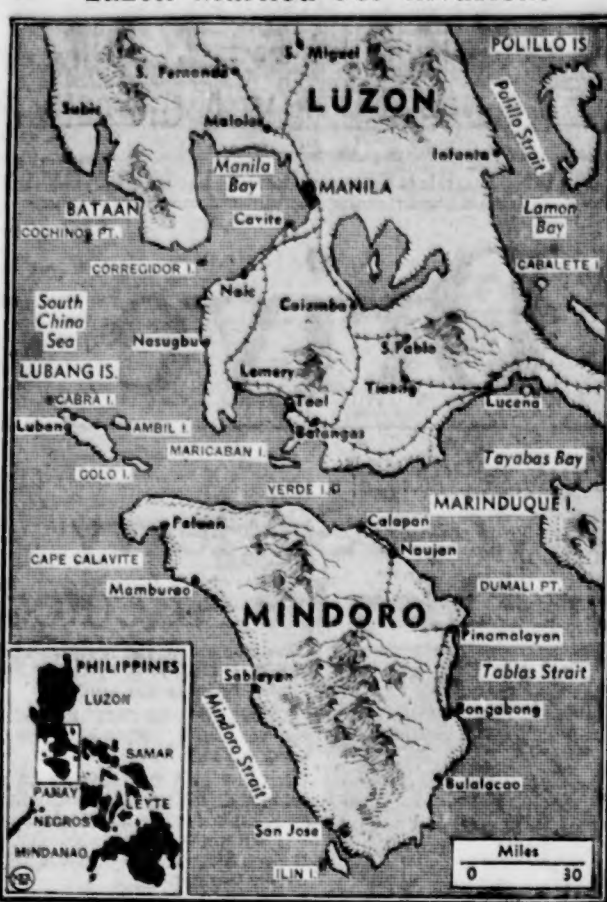 S. Miguel
POLILLO IS
S. Fernando
LUZON
Subic
Malolos
Polillo Strait
Infanta
Manila
Bay
MANILA
BATAAN
Cavite
Lamon
Bay
COCHINOS PT.
CORREGIDOR I.
CABALETE I
Naic
South
China
Sea
Calamba
Nasugbu
S. Pablo
LUBANG IS.
Lemery
Tiaong
Lucena
CABRA I.
Taal
Lubang
AMBIL I.
Batangas
MARICABAN I.
Tayabas Bay
GOLO I.
VERDE I.
MARINDUQUE I.
Paluan
Calapan
CAPE CALAVITE
Naujan
Mamburao
DUMALI PT.
MINDORO
Pinamalayan
PHILIPPINES
LUZON
Sablayan
Tablas Strait
Mindoro Strait
Bongabong
SAMAR
PANAY
LEYTE
Bulalacao
NEGROS
San Jose
MINDANAO
Miles
0 30
ILIN I.